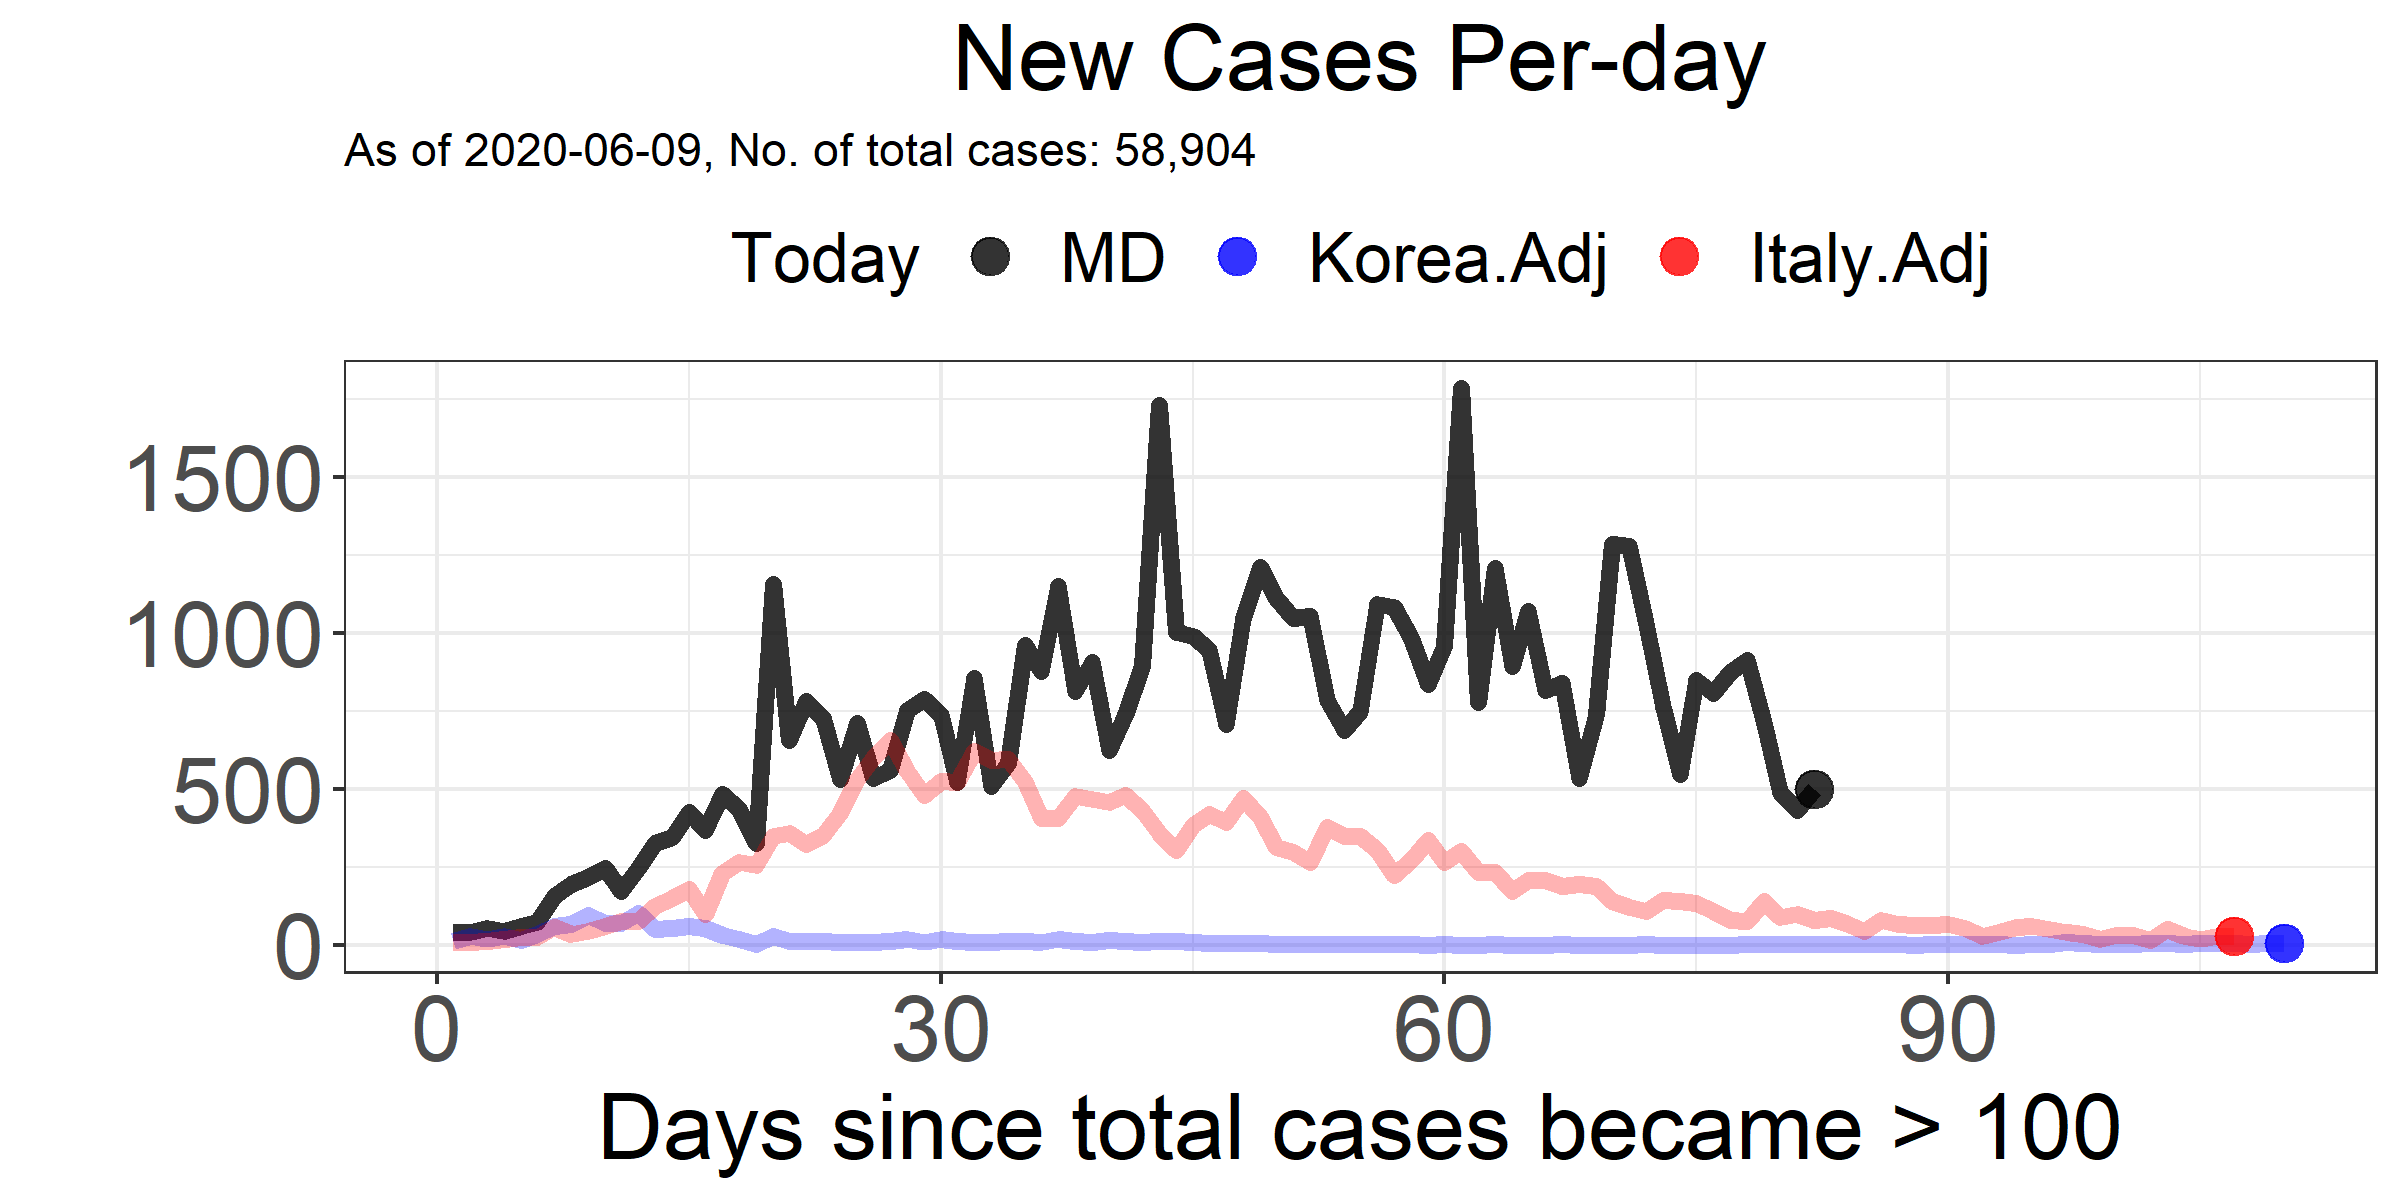 New Cases Per-day
As of 2020-06-09, No. of total cases: 58,904
Today MD Korea.Adj Italy.Adj
1500
1000
500
0
0 30 60 90
Days since total cases became > 100